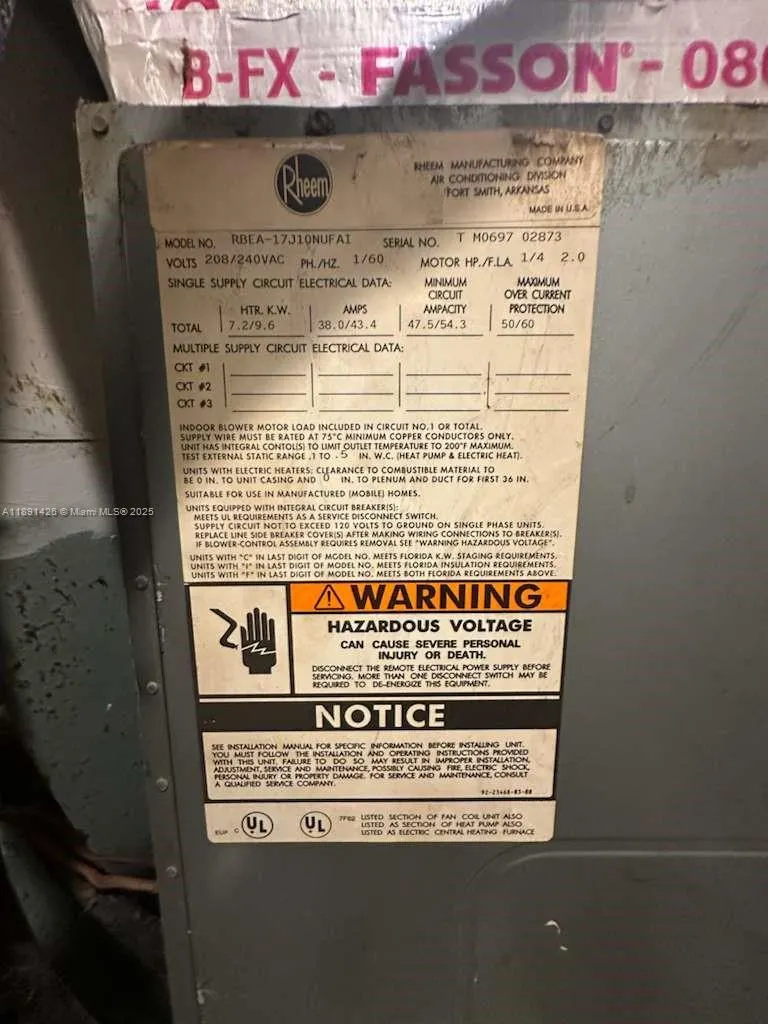 B-FX - FASSON® - 080
Rheem
RHEEM MANUFACTURING COMPANY
AIR CONDITIONING DIVISION
FORT SMITH, ARKANSAS
MADE IN U.S.A.
MODEL NO. RBEA-17J10NUFAI SERIAL NO. T M0697 02873
VOLTS 208/240VAC PH./HZ. 1/60 MOTOR HP./F.L.A. 1/4 2.0
SINGLE SUPPLY CIRCUIT ELECTRICAL DATA: MINIMUM CIRCUIT AMPACITY MAXIMUM OVER CURRENT PROTECTION
HTR. K.W. AMPS
TOTAL 7.2/9.6 38.0/43.4 47.5/54.3 50/60
MULTIPLE SUPPLY CIRCUIT ELECTRICAL DATA:
CKT #1
CKT #2
CKT #3
INDOOR BLOWER MOTOR LOAD INCLUDED IN CIRCUIT NO.1 OR TOTAL.
SUPPLY WIRE MUST BE RATED AT 75°C MINIMUM COPPER CONDUCTORS ONLY.
UNIT HAS INTEGRAL CONTOL(S) TO LIMIT OUTLET TEMPERATURE TO 200°F MAXIMUM.
TEST EXTERNAL STATIC RANGE .1 TO .5 IN. W.C. (HEAT PUMP & ELECTRIC HEAT).
UNITS WITH ELECTRIC HEATERS: CLEARANCE TO COMBUSTIBLE MATERIAL TO
BE 0 IN. TO UNIT CASING AND 0 IN. TO PLENUM AND DUCT FOR FIRST 36 IN.
SUITABLE FOR USE IN MANUFACTURED (MOBILE) HOMES.
UNITS EQUIPPED WITH INTEGRAL CIRCUIT BREAKER(S):
MEETS UL REQUIREMENTS AS A SERVICE DISCONNECT SWITCH.
SUPPLY CIRCUIT NOT TO EXCEED 120 VOLTS TO GROUND ON SINGLE PHASE UNITS.
REPLACE LINE SIDE BREAKER COVER(S) AFTER MAKING WIRING CONNECTIONS TO BREAKER(S).
IF BLOWER-CONTROL ASSEMBLY REQUIRES REMOVAL SEE "WARNING HAZARDOUS VOLTAGE".
UNITS WITH "C" IN LAST DIGIT OF MODEL NO. MEETS FLORIDA K.W. STAGING REQUIREMENTS.
UNITS WITH "I" IN LAST DIGIT OF MODEL NO. MEETS FLORIDA INSULATION REQUIREMENTS.
UNITS WITH "F" IN LAST DIGIT OF MODEL NO. MEETS BOTH FLORIDA REQUIREMENTS ABOVE.
WARNING
HAZARDOUS VOLTAGE
CAN CAUSE SEVERE PERSONAL
INJURY OR DEATH.
DISCONNECT THE REMOTE ELECTRICAL POWER SUPPLY BEFORE
SERVICING. MORE THAN ONE DISCONNECT SWITCH MAY BE
REQUIRED TO DE-ENERGIZE THIS EQUIPMENT.
NOTICE
SEE INSTALLATION MANUAL FOR SPECIFIC INFORMATION BEFORE INSTALLING UNIT.
YOU MUST FOLLOW THE INSTALLATION AND OPERATING INSTRUCTIONS PROVIDED
WITH THIS UNIT. FAILURE TO DO SO MAY RESULT IN IMPROPER INSTALLATION,
ADJUSTMENT, SERVICE AND MAINTENANCE, POSSIBLY CAUSING FIRE, ELECTRIC SHOCK,
PERSONAL INJURY OR PROPERTY DAMAGE. FOR SERVICE AND MAINTENANCE, CONSULT
A QUALIFIED SERVICE COMPANY.
92-23468-03-00
EUP C UL UL 7F82 LISTED SECTION OF FAN COIL UNIT ALSO
LISTED AS SECTION OF HEAT PUMP ALSO
LISTED AS ELECTRIC CENTRAL HEATING FURNACE
A11891426 © Miami MLS® 2025